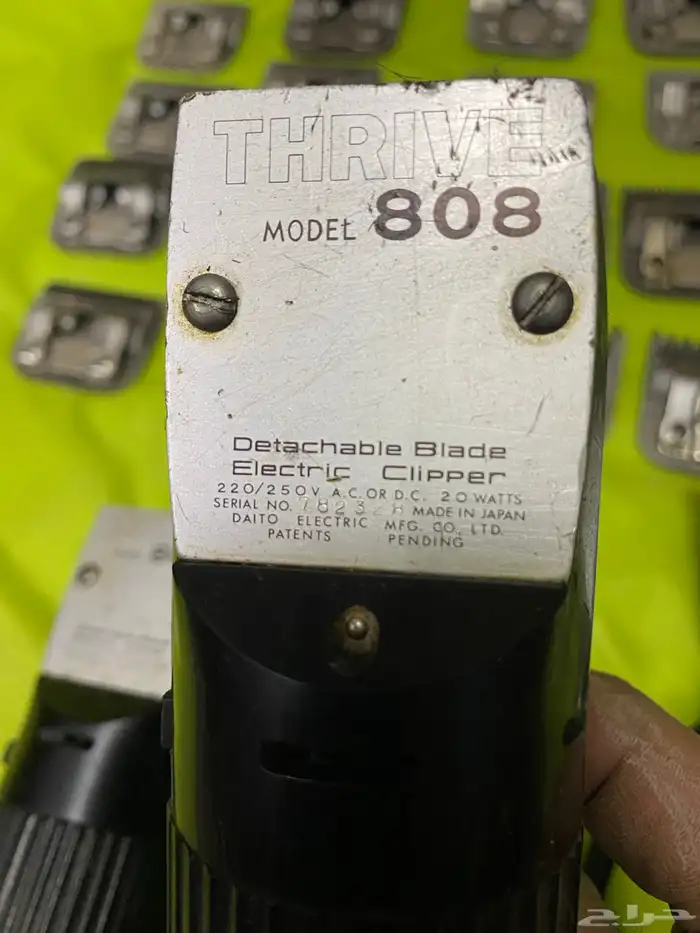 THRIVE
MODEL 808
Detachable Blade
Electric Clipper
220/250V A.C. OR D.C. 20 WATTS
SERIAL NO. MADE IN JAPAN
DAITO ELECTRIC MFG. CO., LTD.
PATENTS PENDING
حراج